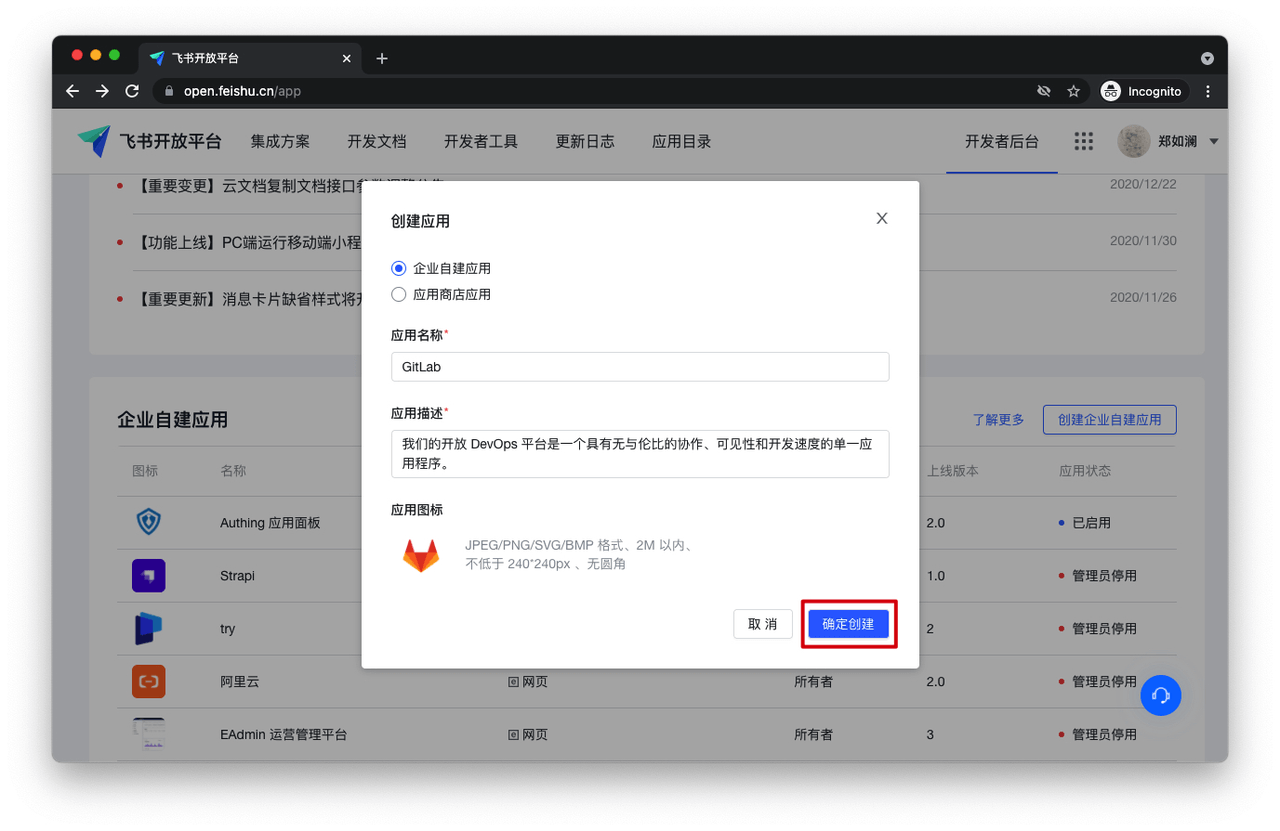 飞书开放平台
open.feishu.cn/app
Incognito
飞书开放平台 集成方案 开发文档 开发者工具 更新日志 应用目录 开发者后台 郑如澜
【重要变更】云文档复制文档接口参数调整公告 2020/12/22
【功能上线】PC端运行移动端小程 2020/11/30
【重要更新】消息卡片缺省样式将 2020/11/26
创建应用
企业自建应用
应用商店应用
应用名称*
GitLab
应用描述*
我们的开放 DevOps 平台是一个具有无与伦比的协作、可见性和开发速度的单一应
用程序。
应用图标
JPEG/PNG/SVG/BMP 格式、2M 以内、
不低于 240*240px 、无圆角
取 消 确定创建
企业自建应用 了解更多 创建企业自建应用
图标 名称 上线版本 应用状态
Authing 应用面板 2.0 已启用
Strapi 1.0 管理员停用
try 2 管理员停用
阿里云 网页 所有者 2.0 管理员停用
EAdmin 运营管理平台 网页 所有者 3 管理员停用